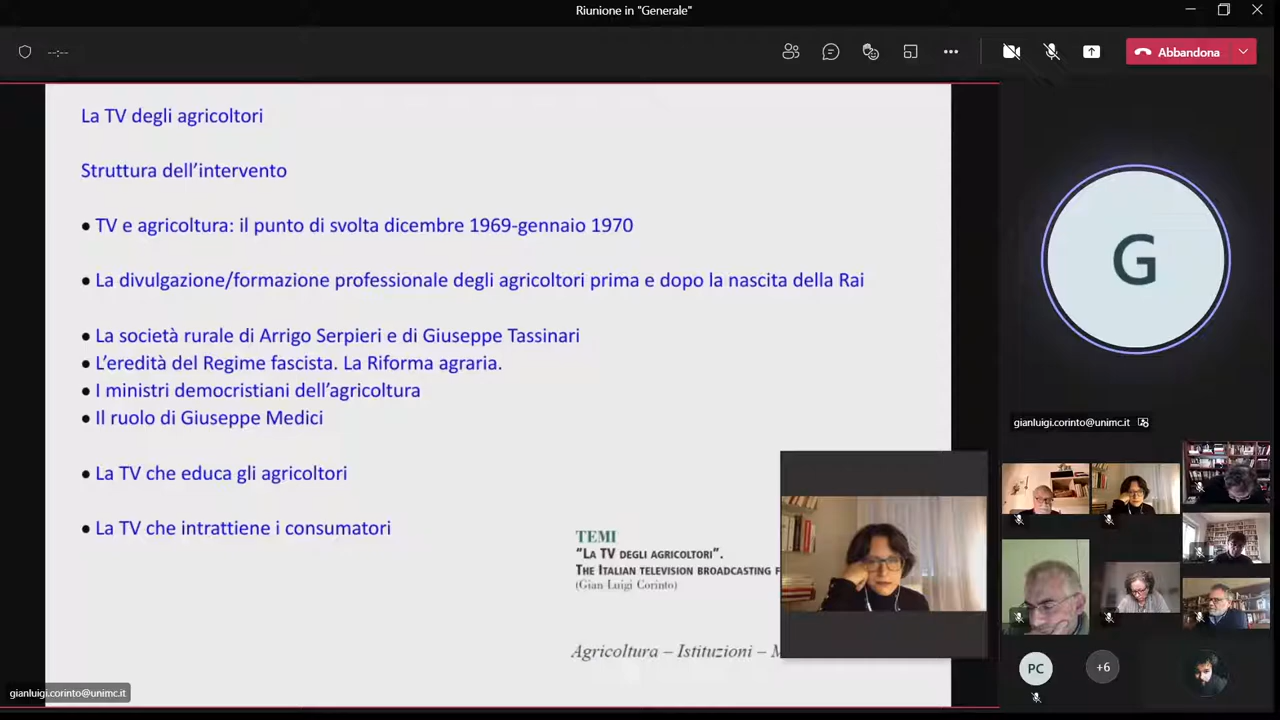 Riunione in "Generale"
--:--
Abbandona
La TV degli agricoltori
Struttura dell'intervento
● TV e agricoltura: il punto di svolta dicembre 1969-gennaio 1970
● La divulgazione/formazione professionale degli agricoltori prima e dopo la nascita della Rai
● La società rurale di Arrigo Serpieri e di Giuseppe Tassinari
● L'eredità del Regime fascista. La Riforma agraria.
● I ministri democristiani dell'agricoltura
● Il ruolo di Giuseppe Medici
● La TV che educa gli agricoltori
● La TV che intrattiene i consumatori
TEMI
"La TV degli agricoltori".
The Italian television broadcasting f
(Gian Luigi Corinto)
Agricoltura – Istituzioni –
gianluigi.corinto@unimc.it
G
gianluigi.corinto@unimc.it
PC
+6